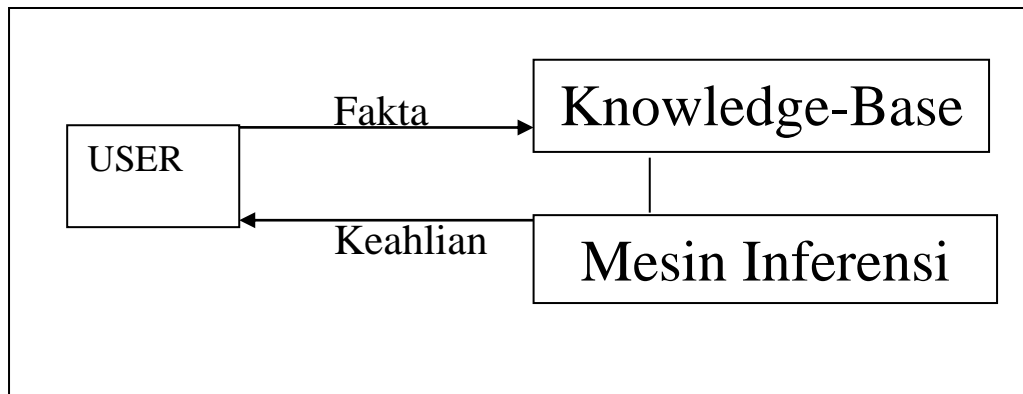 Knowledge-Base
Fakta
USER
Keahlian
Mesin Inferensi